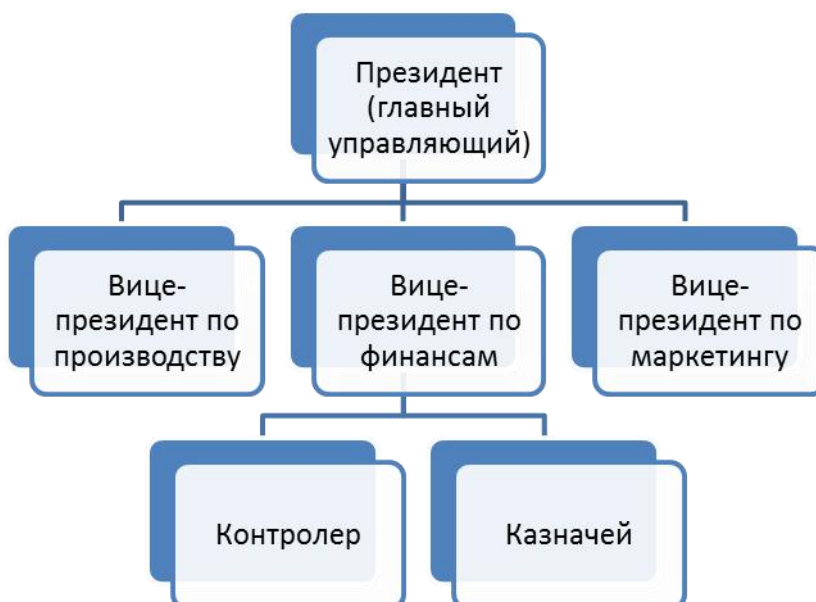 Президент
(главный
управляющий)
Вице-
президент по
производству
Вице-
президент по
финансам
Вице-
президент по
маркетингу
Контролер
Казначей